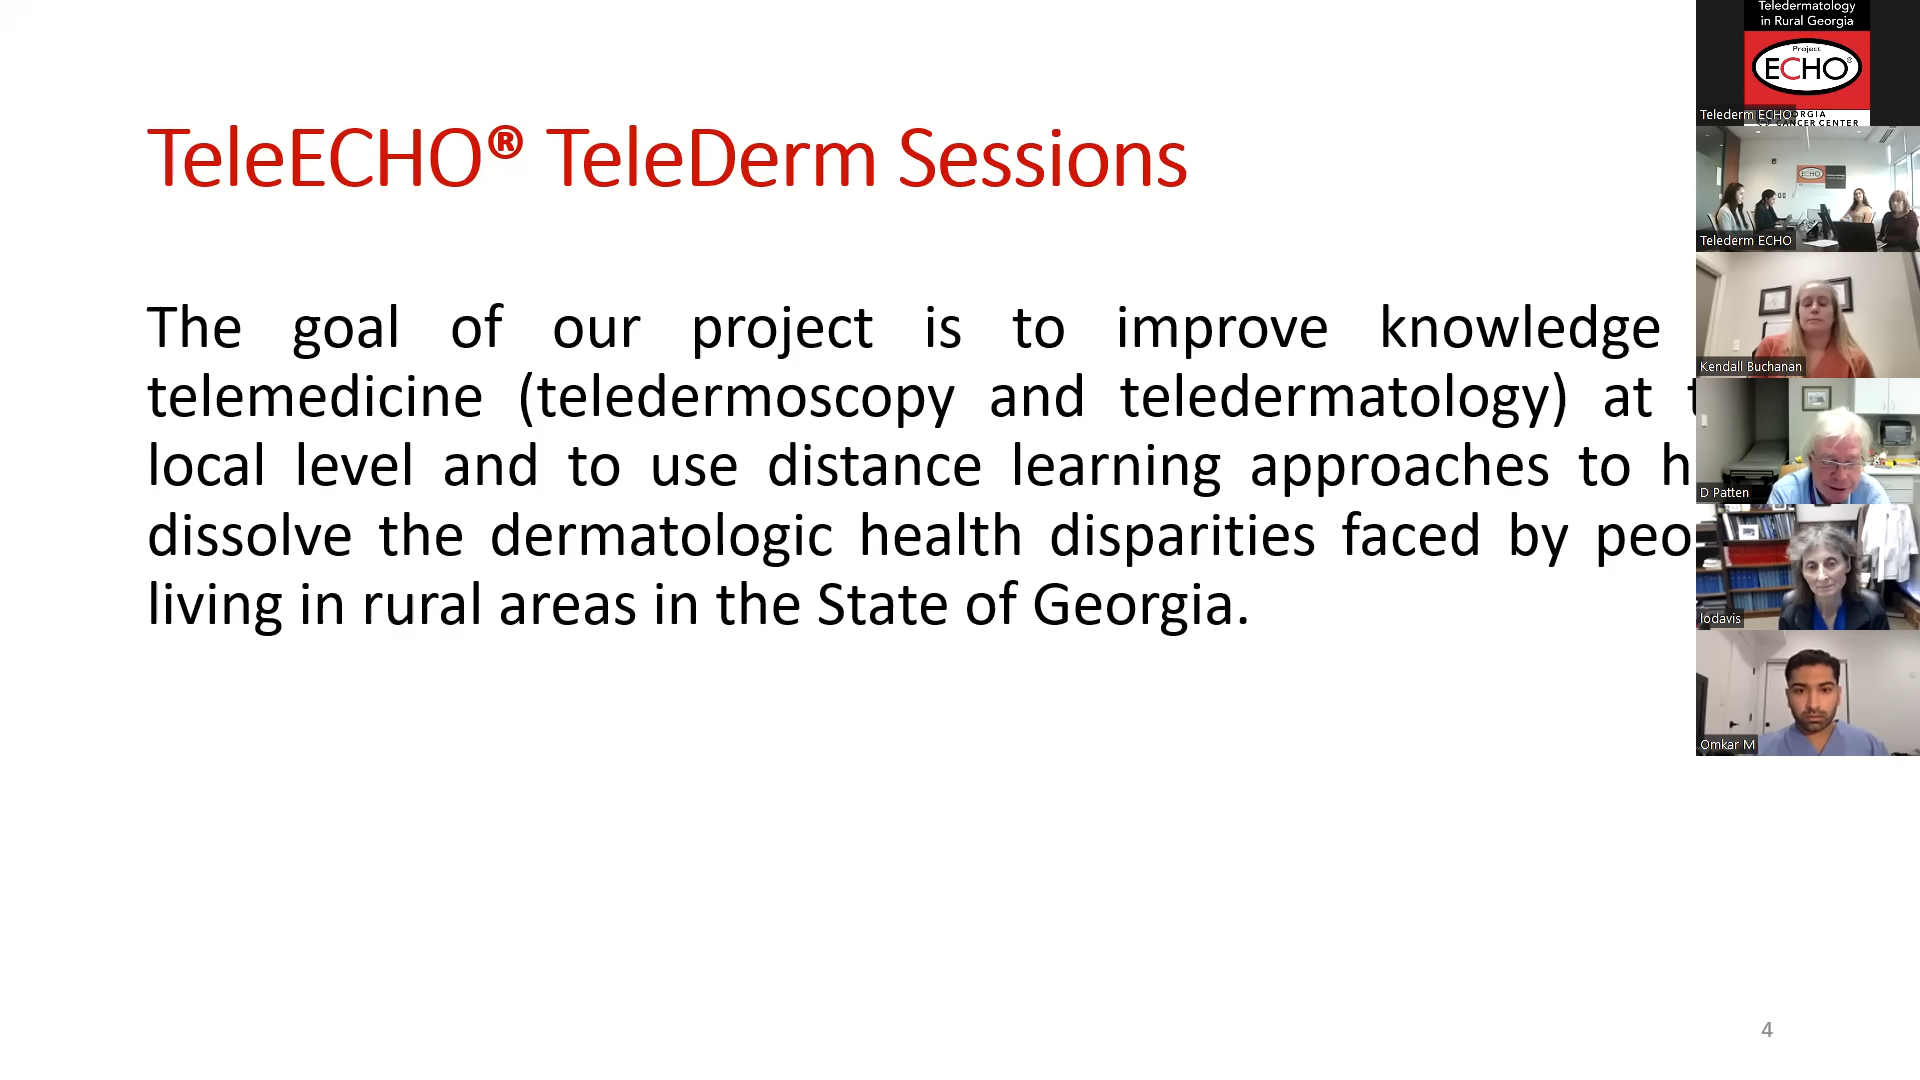 TeleECHO® TeleDerm Sessions
The goal of our project is to improve knowledge
telemedicine (teledermoscopy and teledermatology) at
local level and to use distance learning approaches to
dissolve the dermatologic health disparities faced by
living in rural areas in the State of Georgia.
4
Teledermatology
in Rural Georgia
Project
ECHO®
CANCER CENTER
Telederm ECHO
ECHO
Telederm ECHO
Kendall Buchanan
D Patten
lodavis
Omkar M